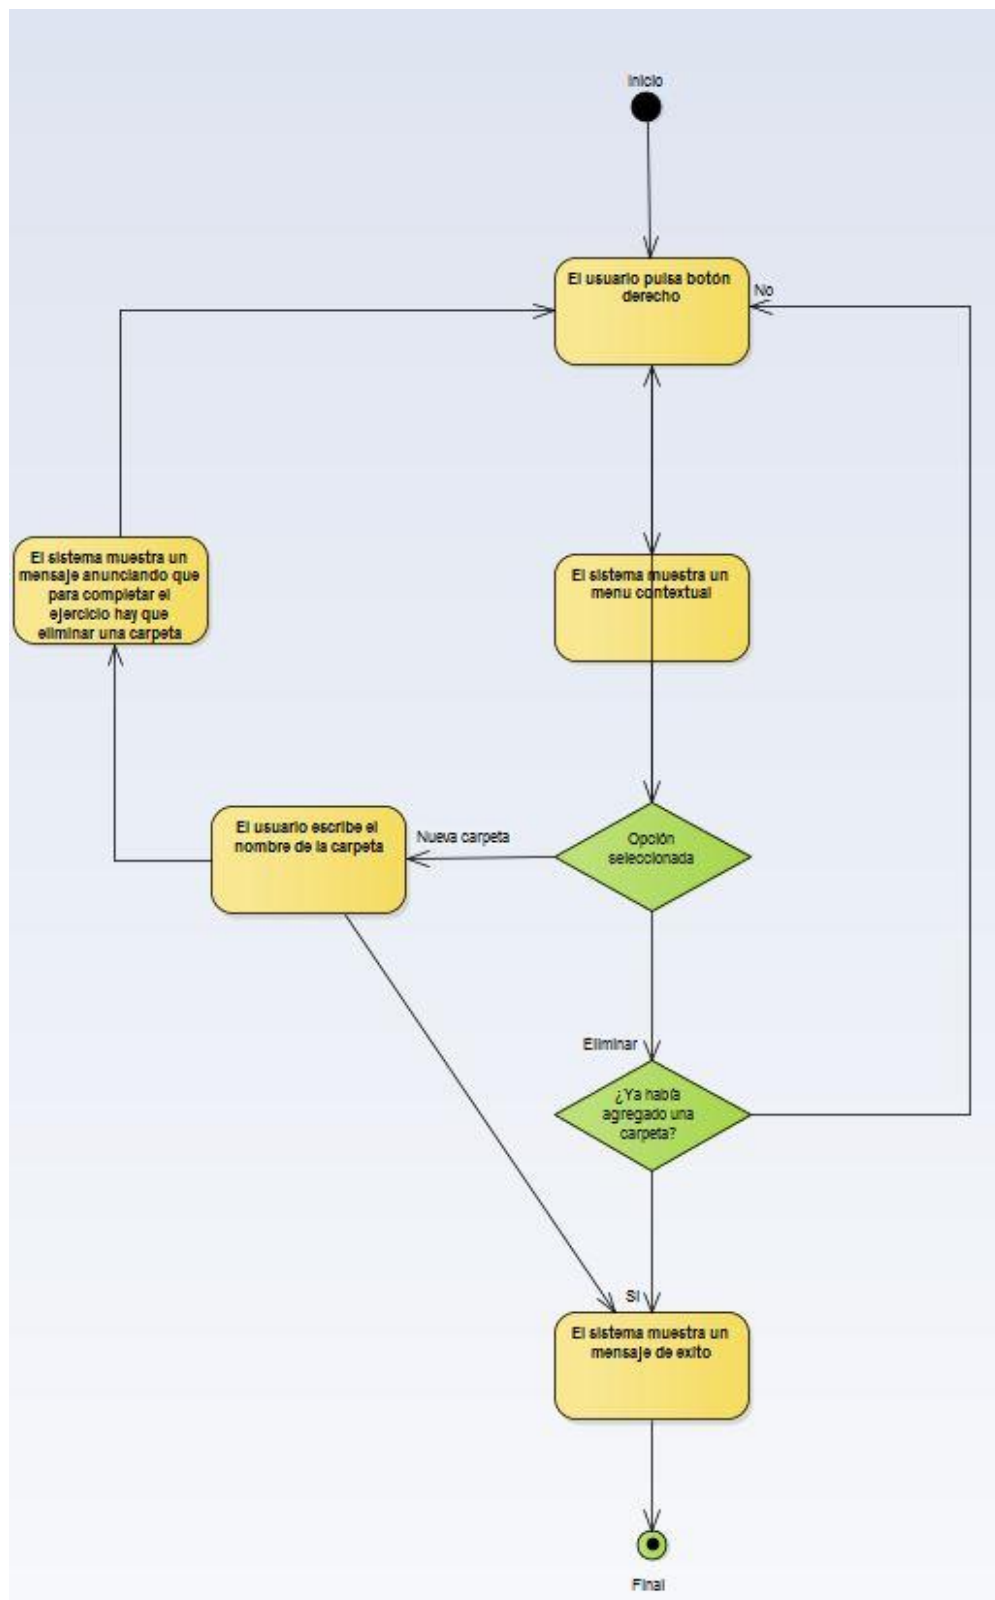 Inicio
El usuario pulsa botón
derecho
No
El sistema muestra un
mensaje anunciando que
para completar el
ejercicio hay que
eliminar una carpeta
El sistema muestra un
menu contextual
El usuario escribe el
nombre de la carpeta
Nueva carpeta
Opción
seleccionada
Eliminar
¿Ya había
agregado una
carpeta?
Si
El sistema muestra un
mensaje de exito
Final